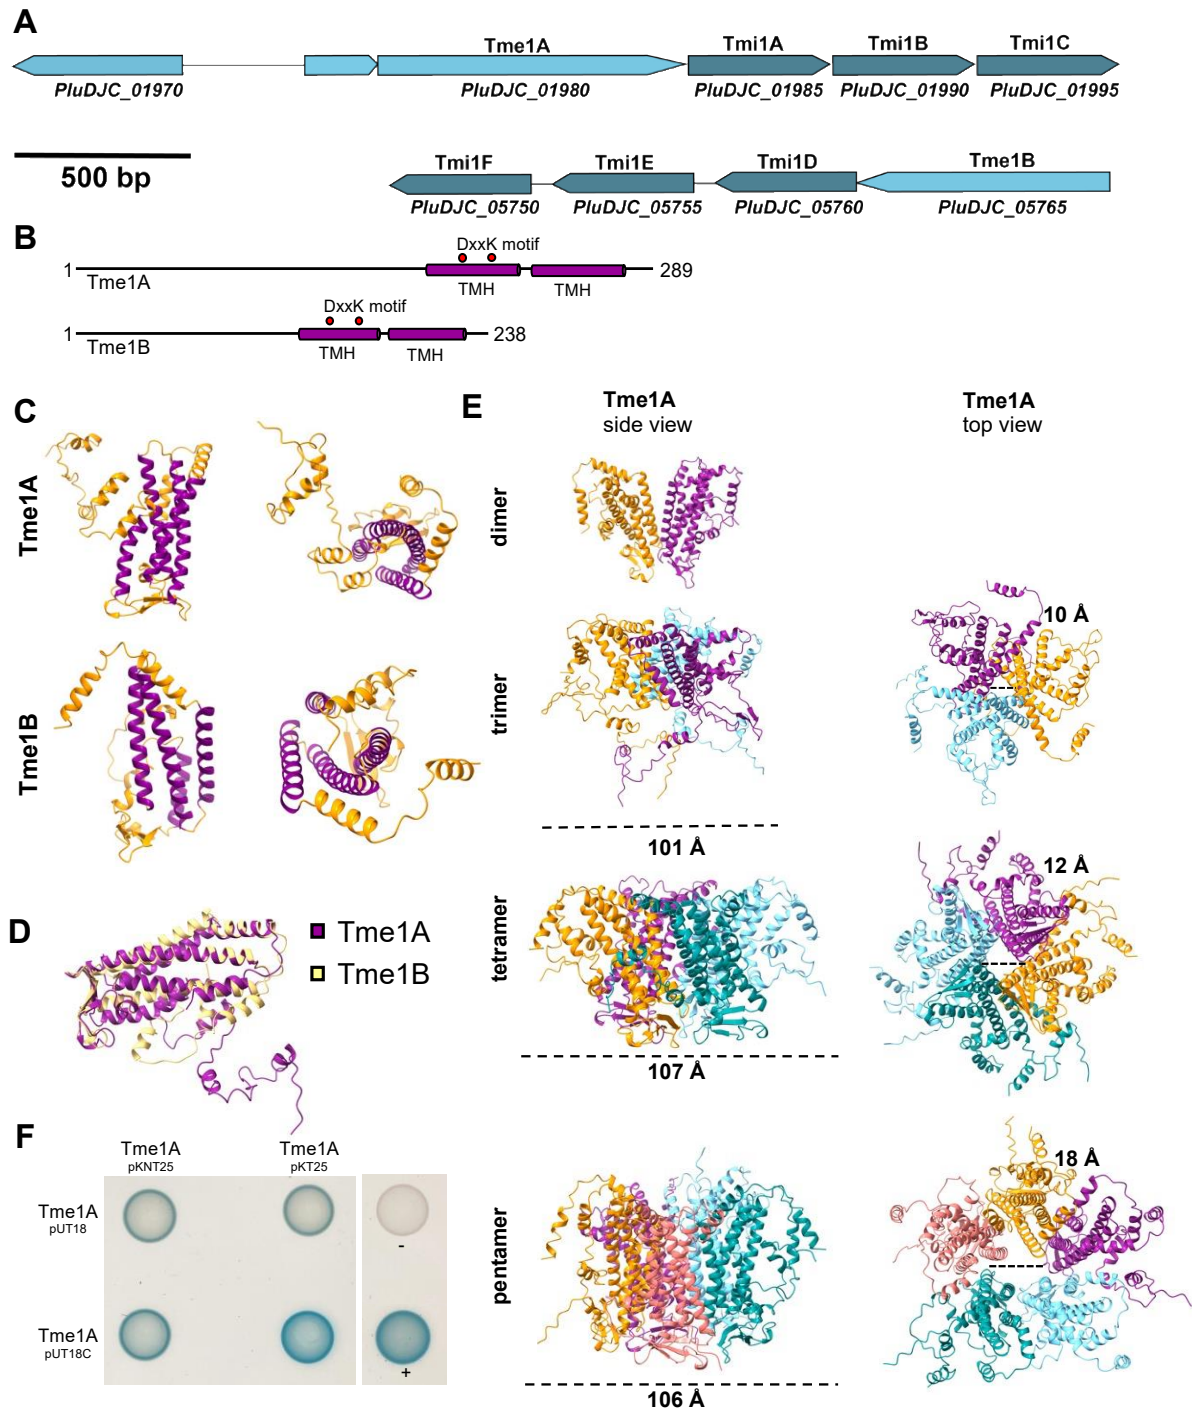 A
Tme1A
Tmi1A
Tmi1B
Tmi1C
PluDJC_01970
PluDJC_01980
PluDJC_01985
PluDJC_01990
PluDJC_01995
500 bp
Tmi1F
Tmi1E
Tmi1D
Tme1B
PluDJC_05750
PluDJC_05755
PluDJC_05760
PluDJC_05765
B
DxxK motif
1
289
Tme1A
TMH
TMH
DxxK motif
1
238
Tme1B
TMH
TMH
C
Tme1A
Tme1B
D
Tme1A
Tme1B
E
Tme1A
side view
Tme1A
top view
dimer
trimer
10 Å
101 Å
tetramer
12 Å
107 Å
pentamer
18 Å
106 Å
F
Tme1A
pKNT25
Tme1A
pKT25
Tme1A
pUT18
-
Tme1A
pUT18C
+